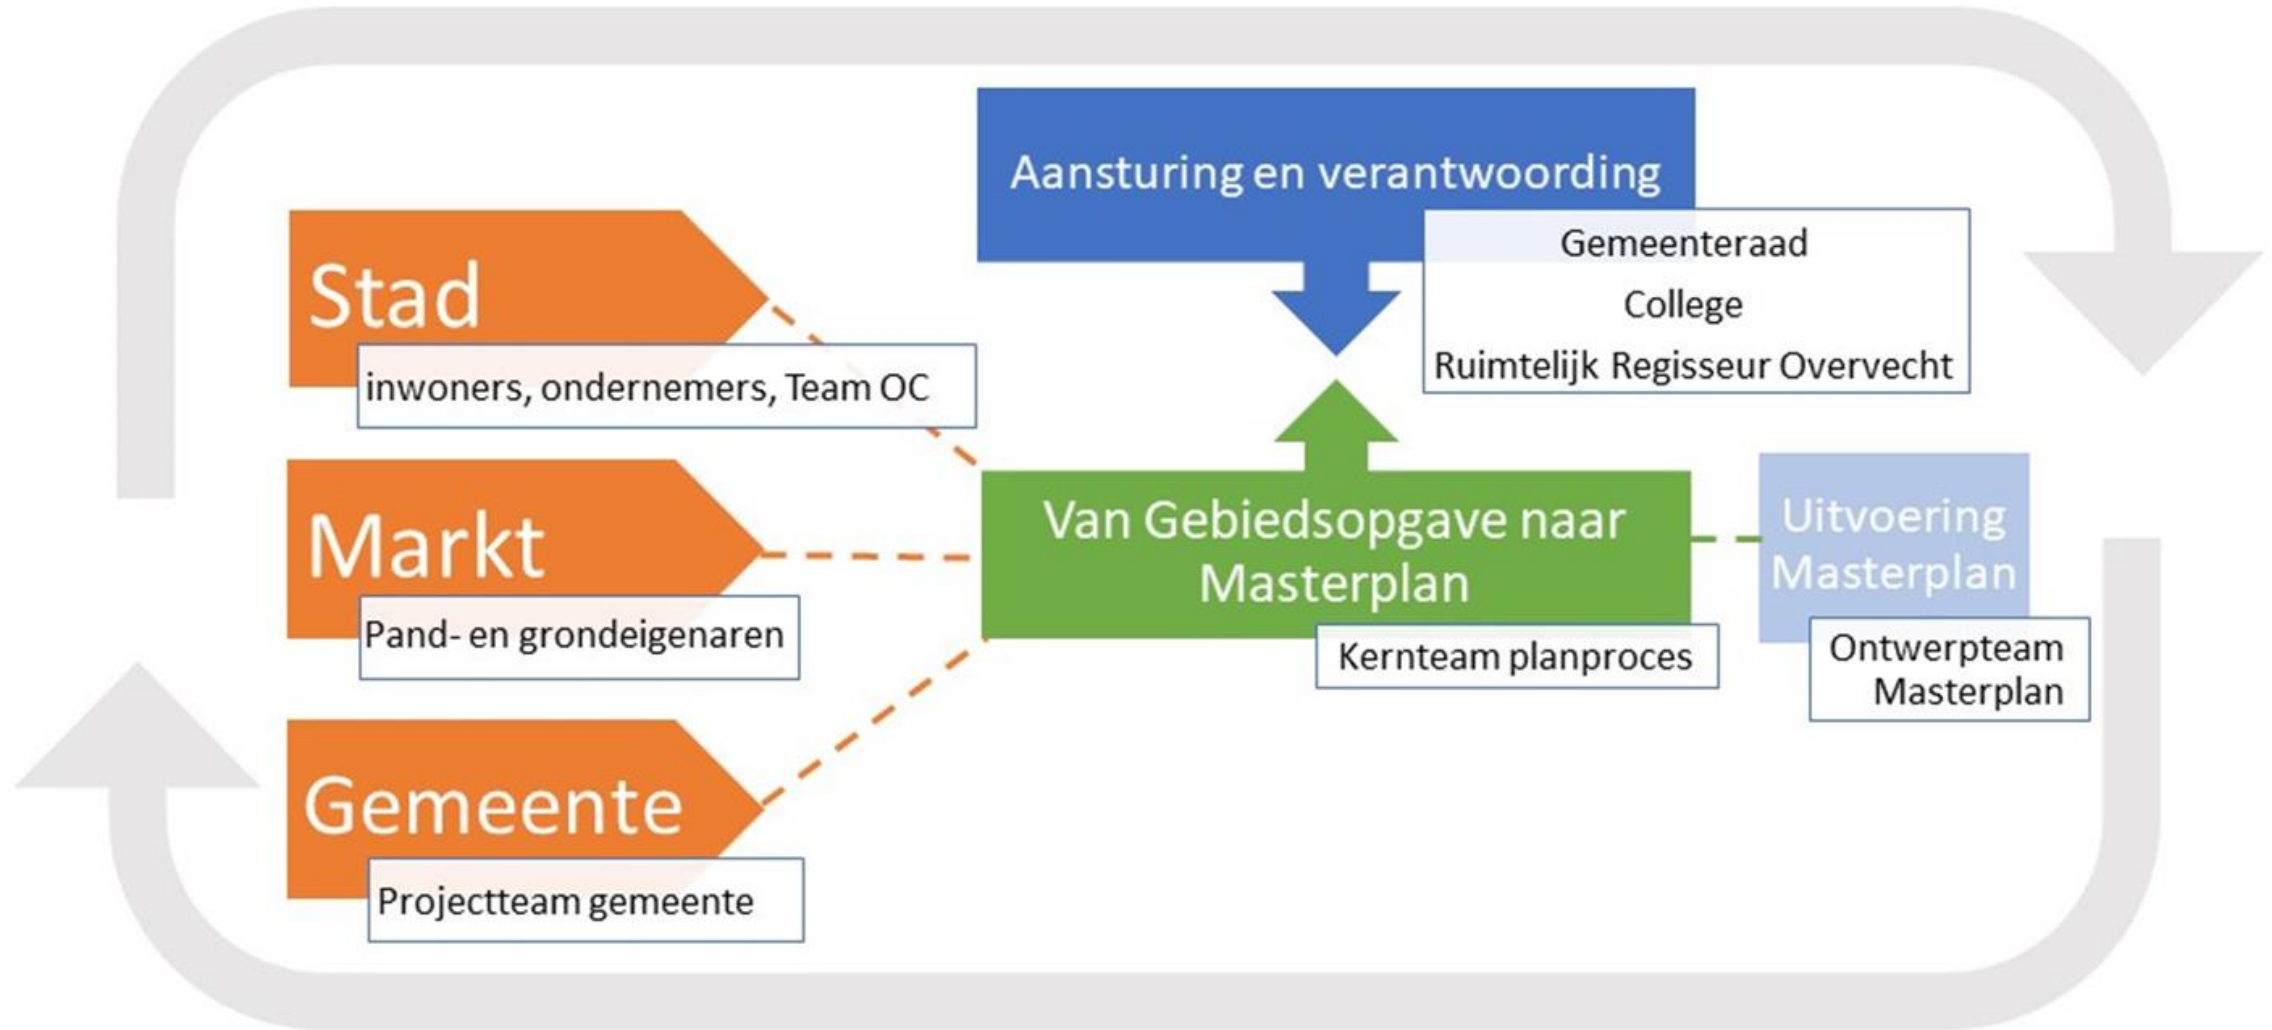 Aansturing en verantwoording
Gemeenteraad
College
Ruimtelijk Regisseur Overvecht
Stad
inwoners, ondernemers, Team OC
Markt
Pand- en grondeigenaren
Gemeente
Projectteam gemeente
Van Gebiedsopgave naar
Masterplan
Kernteam planproces
Uitvoering
Masterplan
Ontwerpteam
Masterplan